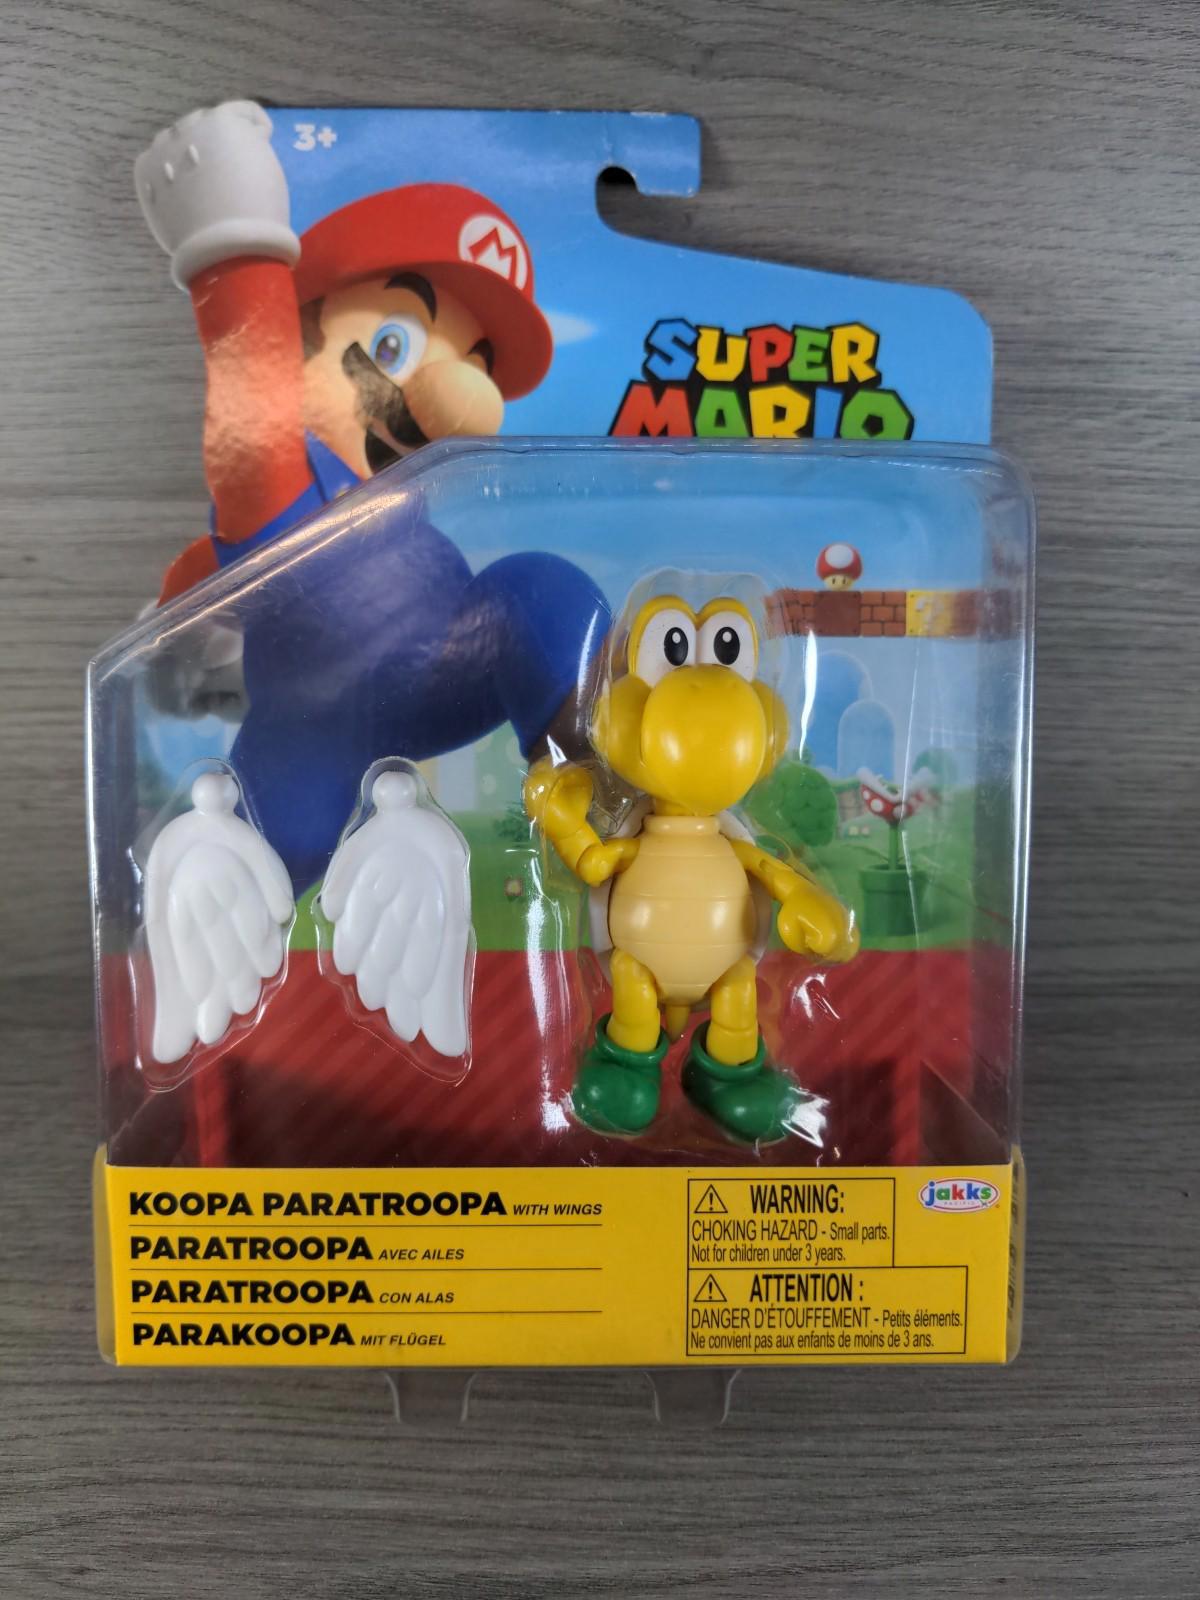 3+
M
SUPER
MARIO
KOOPA PARATROOPA WITH WINGS
PARATROOPA AVEC AILES
PARATROOPA CON ALAS
PARAKOOPA MIT FLÜGEL
WARNING:
CHOKING HAZARD - Small parts.
Not for children under 3 years.
ATTENTION :
DANGER D'ÉTOUFFEMENT - Petits éléments.
Ne convient pas aux enfants de moins de 3 ans.
jakks
PACIFIC